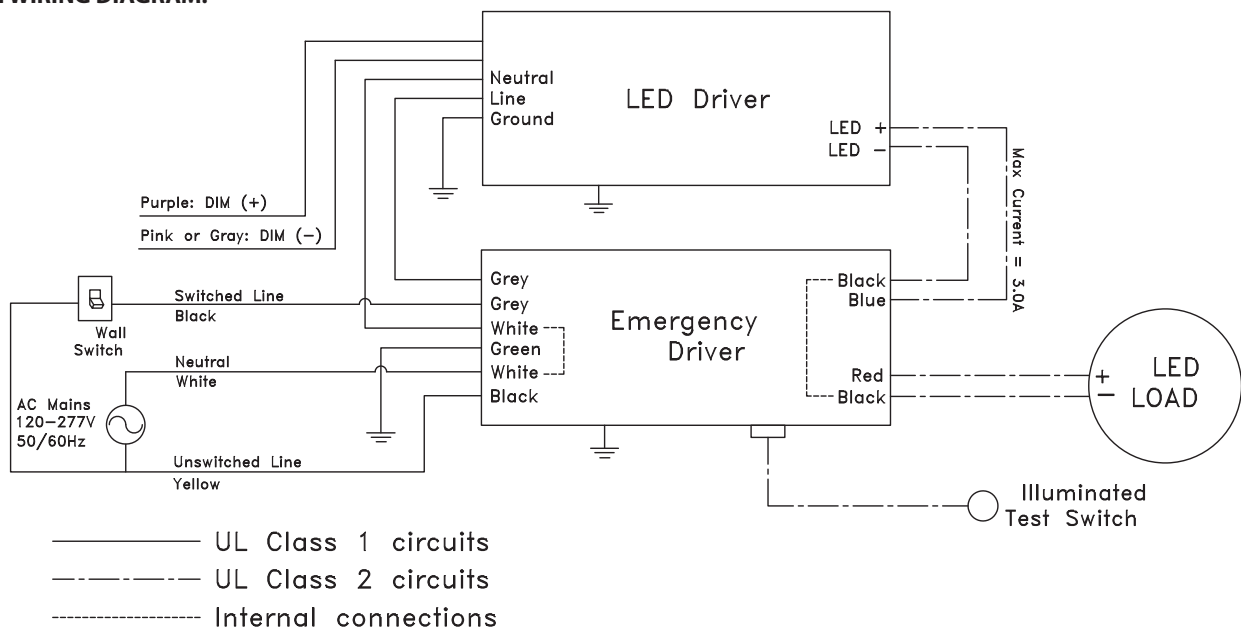 WIRING DIAGRAM:
Neutral
Line
Ground
LED Driver
LED +
LED -
Max Current = 3.0A
Purple: DIM (+)
Pink or Gray: DIM (-)
Wall
Switch
Switched Line
Black
Neutral
White
AC Mains
120-277V
50/60Hz
Unswitched Line
Yellow
Grey
Grey
White
Green
White
Black
Emergency
Driver
Black
Blue
Red
Black
+
-
LED
LOAD
Illuminated
Test Switch
UL Class 1 circuits
UL Class 2 circuits
Internal connections